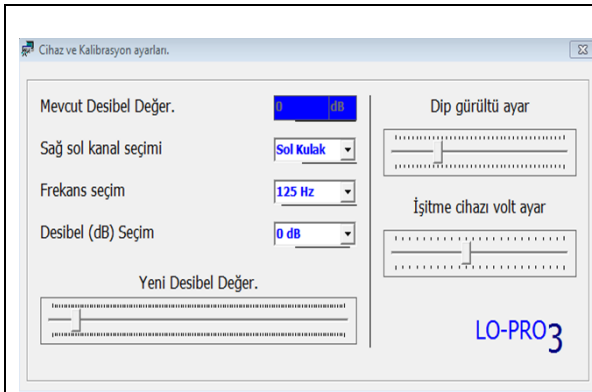 Cihaz ve Kalibrasyon ayarları.
Mevcut Desibel Değer.
0 dB
Sağ sol kanal seçimi
Sol Kulak
Frekans seçim
125 Hz
Desibel (dB) Seçim
0 dB
Yeni Desibel Değer.
Dip gürültü ayar
İşitme cihazı volt ayar
LO-PRO3